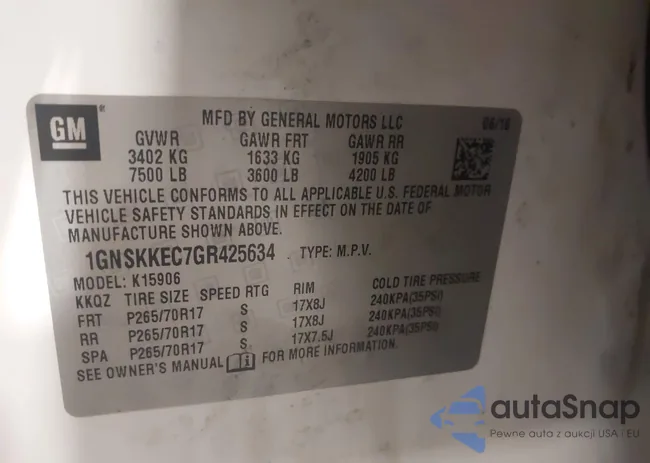 GM
MFD BY GENERAL MOTORS LLC
06/16
GVWR GAWR FRT GAWR RR
3402 KG 1633 KG 1905 KG
7500 LB 3600 LB 4200 LB
THIS VEHICLE CONFORMS TO ALL APPLICABLE U.S. FEDERAL MOTOR
VEHICLE SAFETY STANDARDS IN EFFECT ON THE DATE OF
MANUFACTURE SHOWN ABOVE.
1GNSKKEC7GR425634 TYPE: M.P.V.
MODEL: K15906
KKQZ TIRE SIZE SPEED RTG RIM COLD TIRE PRESSURE
FRT P265/70R17 S 17X8J 240KPA(35PSI)
RR P265/70R17 S 17X8J 240KPA(35PSI)
SPA P265/70R17 S 17X7.5J 240KPA(35PSI)
SEE OWNER'S MANUAL FOR MORE INFORMATION.
autaSnap
Pewne auta z aukcji USA i EU